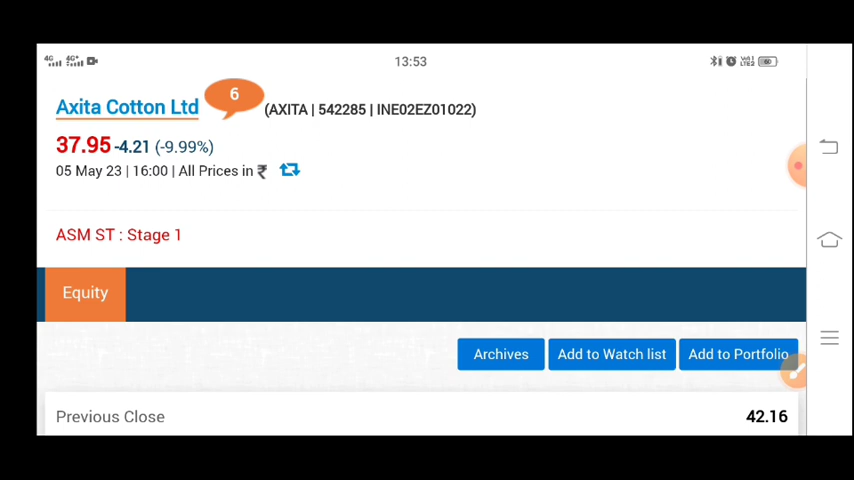 13:53
Axita Cotton Ltd 6 (AXITA | 542285 | INE02EZ01022)
37.95 -4.21 (-9.99%)
05 May 23 | 16:00 | All Prices in ₹
ASM ST : Stage 1
Equity
Archives Add to Watch list Add to Portfolio
Previous Close 42.16